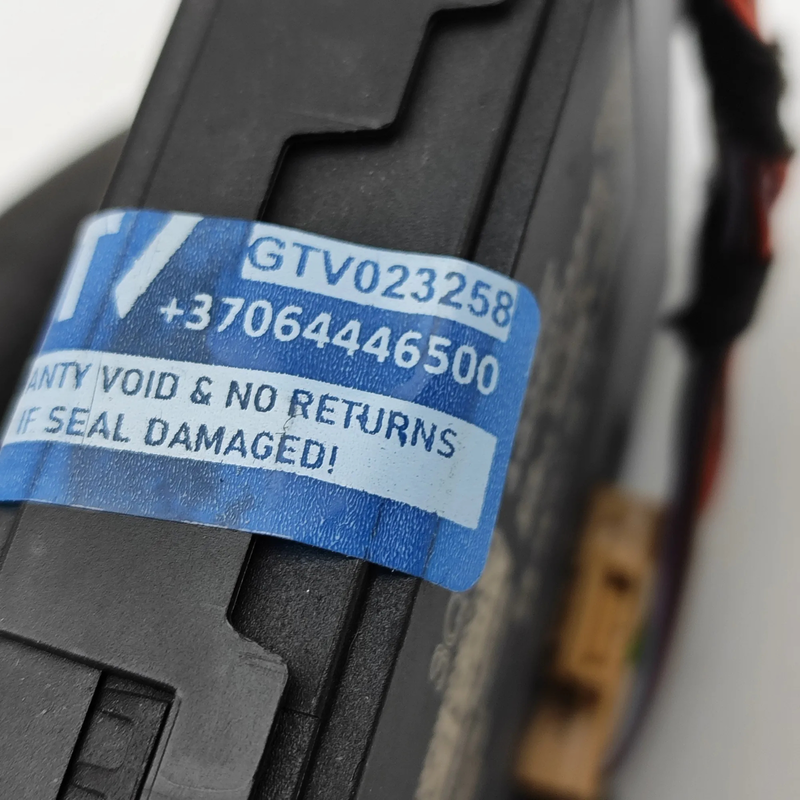 GTV023258
+37064446500
ANTY VOID & NO RETURNS
IF SEAL DAMAGED!